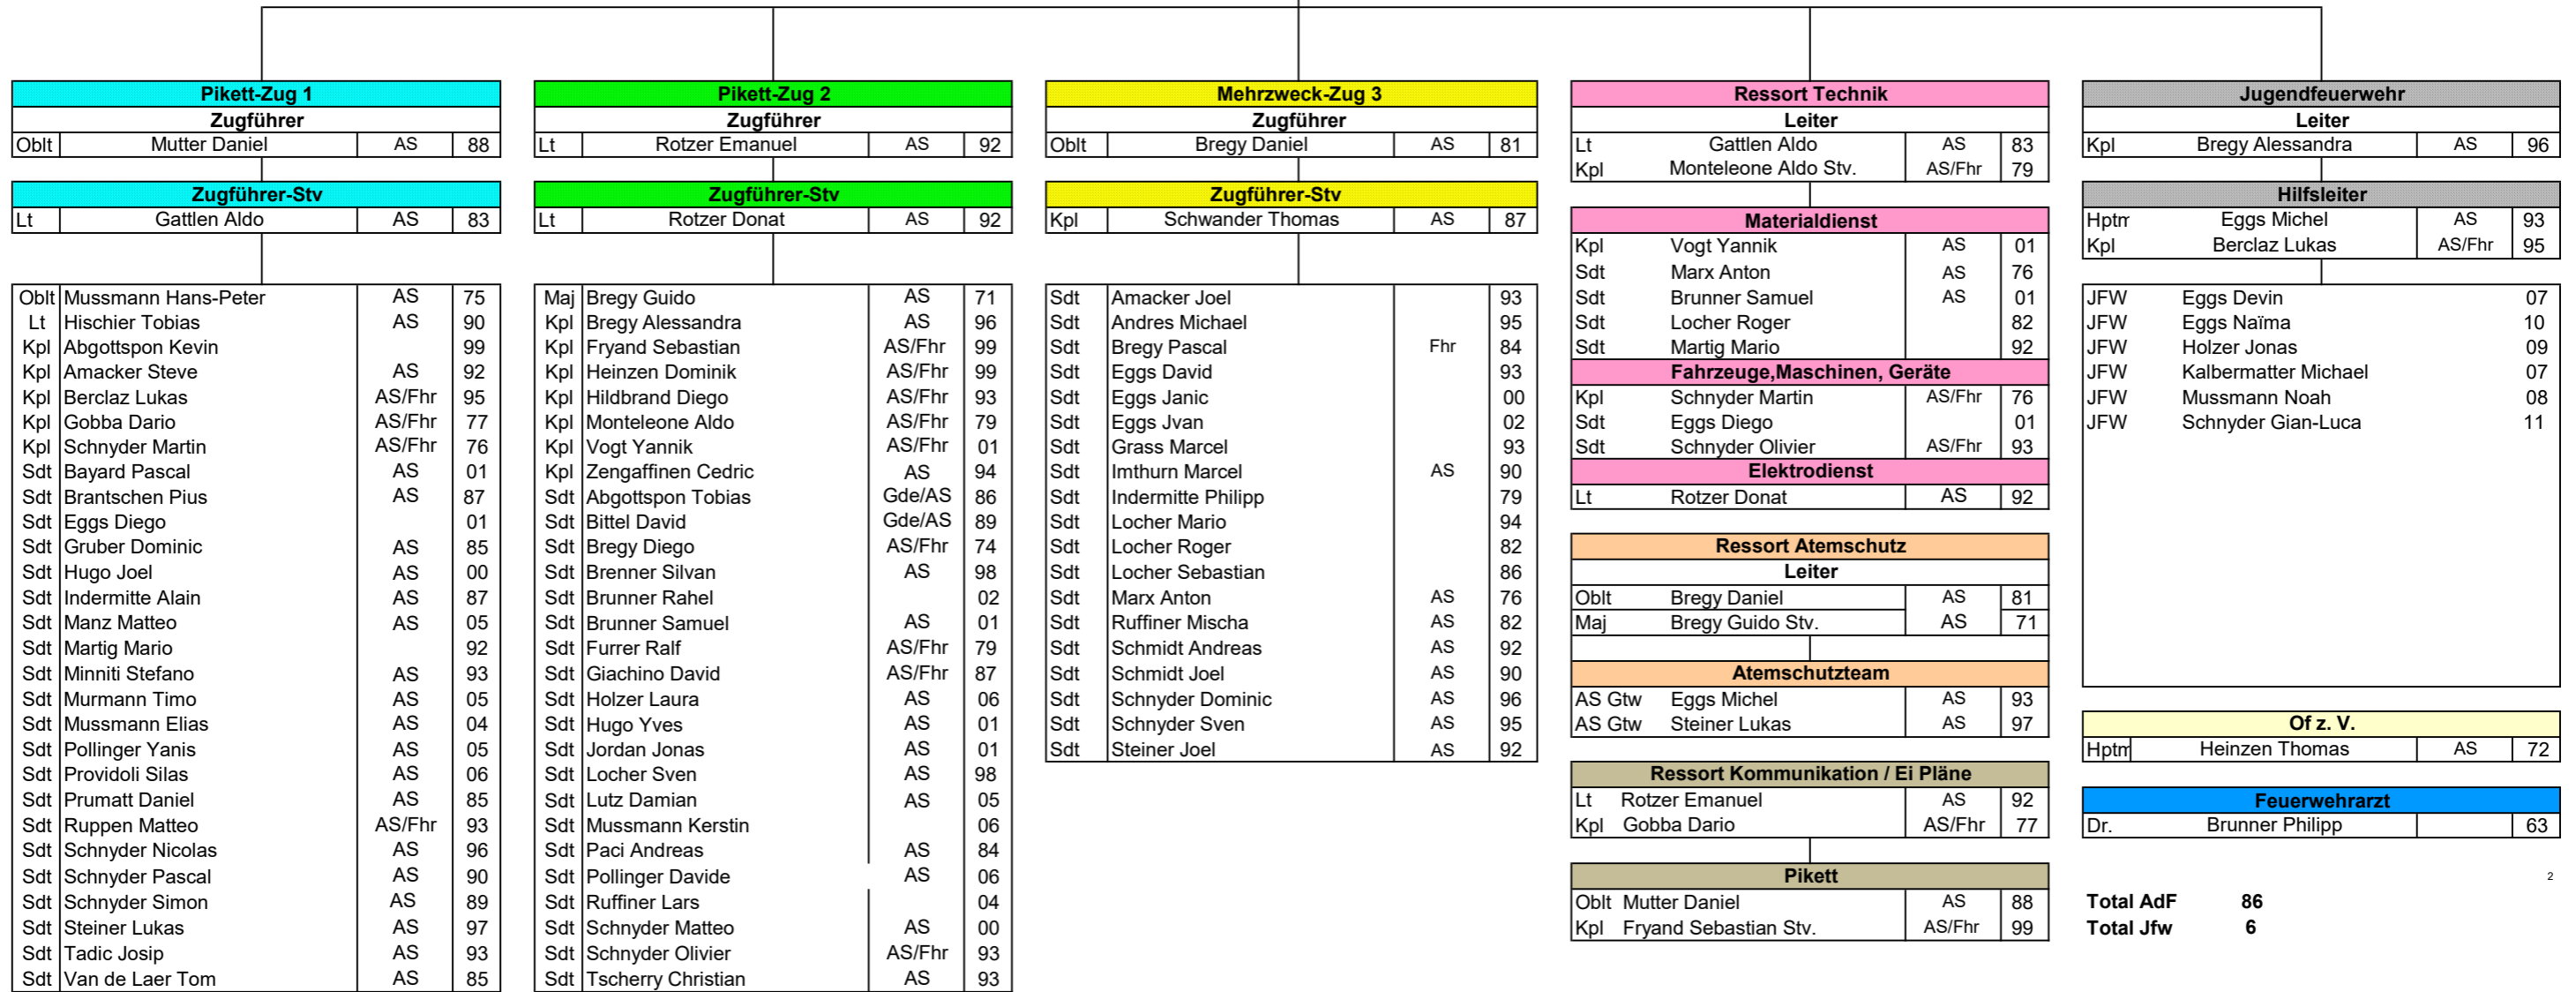 Pikett-Zug 1
Zugführer
Oblt Mutter Daniel AS 88
Zugführer-Stv
Lt Gattlen Aldo AS 83
Oblt Mussmann Hans-Peter AS 75
Lt Hischier Tobias AS 90
Kpl Abgottspon Kevin 99
Kpl Amacker Steve AS 92
Kpl Berclaz Lukas AS/Fhr 95
Kpl Gobba Dario AS/Fhr 77
Kpl Schnyder Martin AS/Fhr 76
Sdt Bayard Pascal AS 01
Sdt Brantschen Pius AS 87
Sdt Eggs Diego 01
Sdt Gruber Dominic AS 85
Sdt Hugo Joel AS 00
Sdt Indermitte Alain AS 87
Sdt Manz Matteo AS 05
Sdt Martig Mario 92
Sdt Minniti Stefano AS 93
Sdt Murmann Timo AS 05
Sdt Mussmann Elias AS 04
Sdt Pollinger Yanis AS 05
Sdt Providoli Silas AS 06
Sdt Prumatt Daniel AS 85
Sdt Ruppen Matteo AS/Fhr 93
Sdt Schnyder Nicolas AS 96
Sdt Schnyder Pascal AS 90
Sdt Schnyder Simon AS 89
Sdt Steiner Lukas AS 97
Sdt Tadic Josip AS 93
Sdt Van de Laer Tom AS 85
Pikett-Zug 2
Zugführer
Lt Rotzer Emanuel AS 92
Zugführer-Stv
Lt Rotzer Donat AS 92
Maj Bregy Guido AS 71
Kpl Bregy Alessandra AS 96
Kpl Fryand Sebastian AS/Fhr 99
Kpl Heinzen Dominik AS/Fhr 99
Kpl Hildbrand Diego AS/Fhr 93
Kpl Monteleone Aldo AS/Fhr 79
Kpl Vogt Yannik AS/Fhr 01
Kpl Zengaffinen Cedric AS 94
Sdt Abgottspon Tobias Gde/AS 86
Sdt Bittel David Gde/AS 89
Sdt Bregy Diego AS/Fhr 74
Sdt Brenner Silvan AS 98
Sdt Brunner Rahel 02
Sdt Brunner Samuel AS 01
Sdt Furrer Ralf AS/Fhr 79
Sdt Giachino David AS/Fhr 87
Sdt Holzer Laura AS 06
Sdt Hugo Yves AS 01
Sdt Jordan Jonas AS 01
Sdt Locher Sven AS 98
Sdt Lutz Damian AS 05
Sdt Mussmann Kerstin 06
Sdt Paci Andreas AS 84
Sdt Pollinger Davide AS 06
Sdt Ruffiner Lars 04
Sdt Schnyder Matteo AS 00
Sdt Schnyder Olivier AS/Fhr 93
Sdt Tscherry Christian AS 93
Mehrzweck-Zug 3
Zugführer
Oblt Bregy Daniel AS 81
Zugführer-Stv
Kpl Schwander Thomas AS 87
Sdt Amacker Joel 93
Sdt Andres Michael 95
Sdt Bregy Pascal Fhr 84
Sdt Eggs David 93
Sdt Eggs Janic 00
Sdt Eggs Jvan 02
Sdt Grass Marcel 93
Sdt Imthurn Marcel AS 90
Sdt Indermitte Philipp 79
Sdt Locher Mario 94
Sdt Locher Roger 82
Sdt Locher Sebastian 86
Sdt Marx Anton AS 76
Sdt Ruffiner Mischa AS 82
Sdt Schmidt Andreas AS 92
Sdt Schmidt Joel AS 90
Sdt Schnyder Dominic AS 96
Sdt Schnyder Sven AS 95
Sdt Steiner Joel AS 92
Ressort Technik
Leiter
Lt Gattlen Aldo AS 83
Kpl Monteleone Aldo Stv. AS/Fhr 79
Materialdienst
Kpl Vogt Yannik AS 01
Sdt Marx Anton AS 76
Sdt Brunner Samuel AS 01
Sdt Locher Roger 82
Sdt Martig Mario 92
Fahrzeuge,Maschinen, Geräte
Kpl Schnyder Martin AS/Fhr 76
Sdt Eggs Diego 01
Sdt Schnyder Olivier AS/Fhr 93
Elektrodienst
Lt Rotzer Donat AS 92
Ressort Atemschutz
Leiter
Oblt Bregy Daniel AS 81
Maj Bregy Guido Stv. AS 71
Atemschutzteam
AS Gtw Eggs Michel AS 93
AS Gtw Steiner Lukas AS 97
Ressort Kommunikation / Ei Pläne
Lt Rotzer Emanuel AS 92
Kpl Gobba Dario AS/Fhr 77
Pikett
Oblt Mutter Daniel AS 88
Kpl Fryand Sebastian Stv. AS/Fhr 99
Jugendfeuerwehr
Leiter
Kpl Bregy Alessandra AS 96
Hilfsleiter
Hptm Eggs Michel AS 93
Kpl Berclaz Lukas AS/Fhr 95
JFW Eggs Devin 07
JFW Eggs Naïma 10
JFW Holzer Jonas 09
JFW Kalbermatter Michael 07
JFW Mussmann Noah 08
JFW Schnyder Gian-Luca 11
Of z. V.
Hptm Heinzen Thomas AS 72
Feuerwehrarzt
Dr. Brunner Philipp 63
2
Total AdF 86
Total Jfw 6